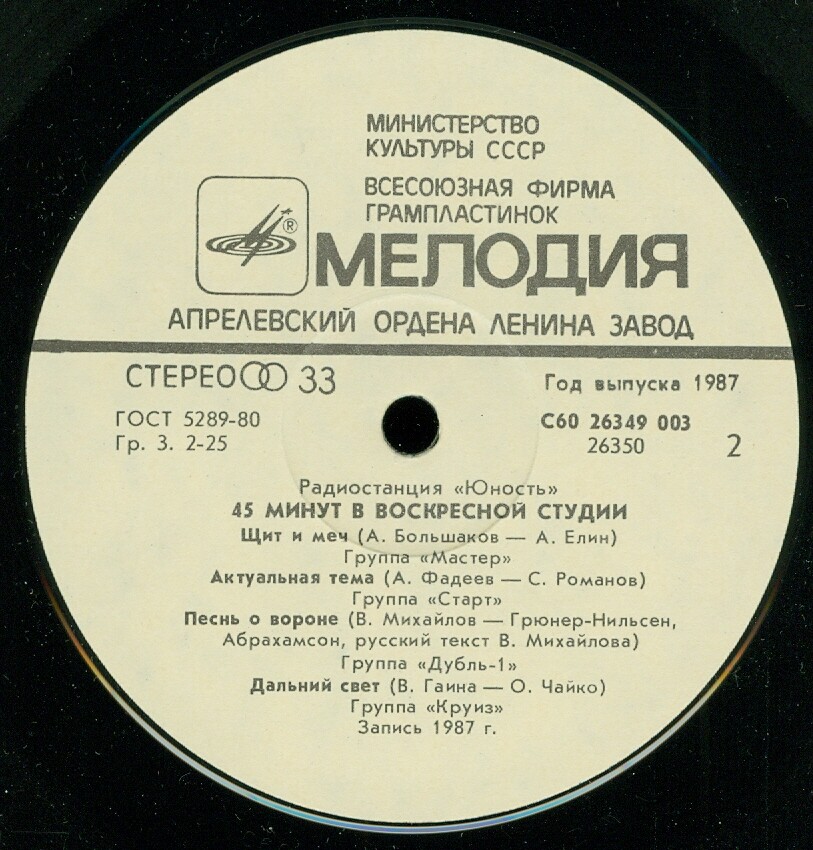 МИНИСТЕРСТВО
КУЛЬТУРЫ СССР
ВСЕСОЮЗНАЯ ФИРМА
ГРАМПЛАСТИНОК
®
МЕЛОДИЯ
АПРЕЛЕВСКИЙ ОРДЕНА ЛЕНИНА ЗАВОД
СТЕРЕО 33
Год выпуска 1987
ГОСТ 5289-80
С60 26349 003
Гр. 3. 2-25
26350
2
Радиостанция «Юность»
45 МИНУТ В ВОСКРЕСНОЙ СТУДИИ
Щит и меч (А. Большаков — А. Елин)
Группа «Мастер»
Актуальная тема (А. Фадеев — С. Романов)
Группа «Старт»
Песнь о вороне (В. Михайлов — Грюнер-Нильсен,
Абрахамсон, русский текст В. Михайлова)
Группа «Дубль-1»
Дальний свет (В. Гаина — О. Чайко)
Группа «Круиз»
Запись 1987 г.